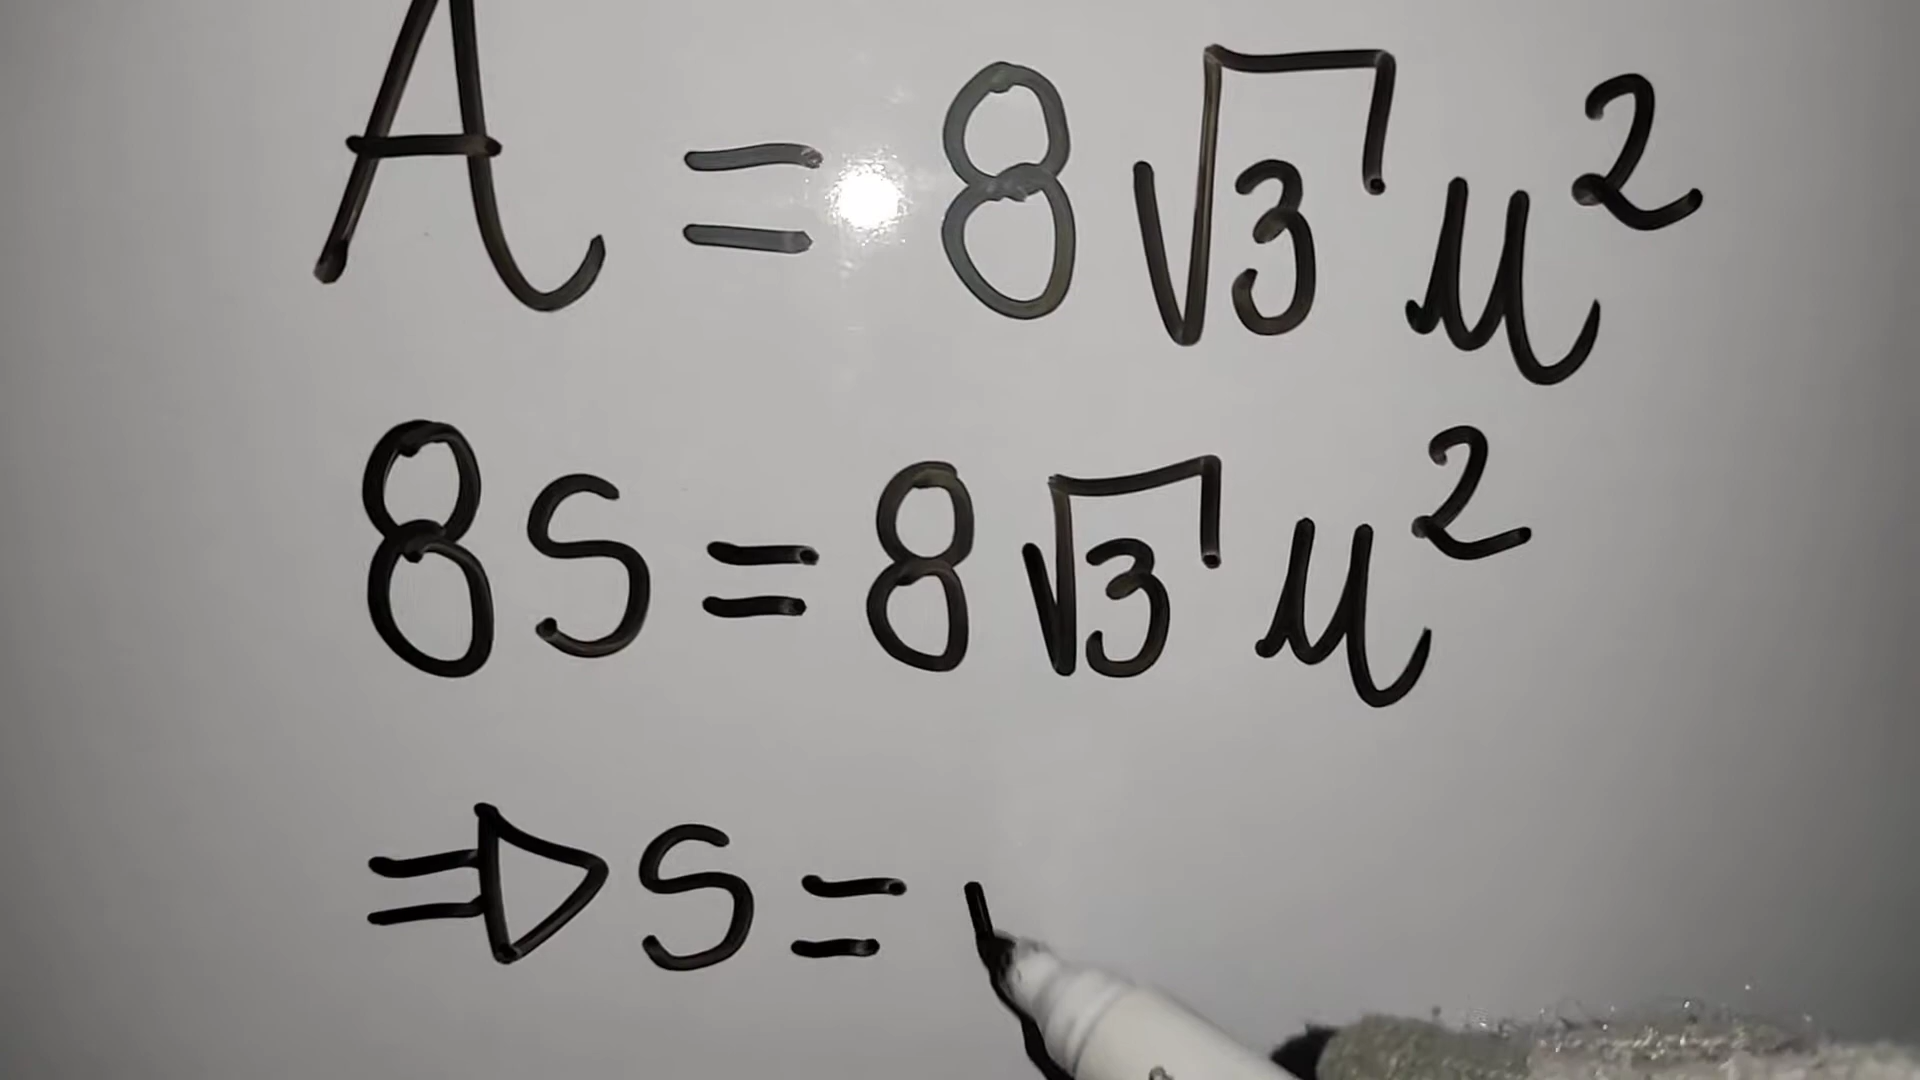 A = 8√3 u²
8S = 8√3 u²
⇒ S =